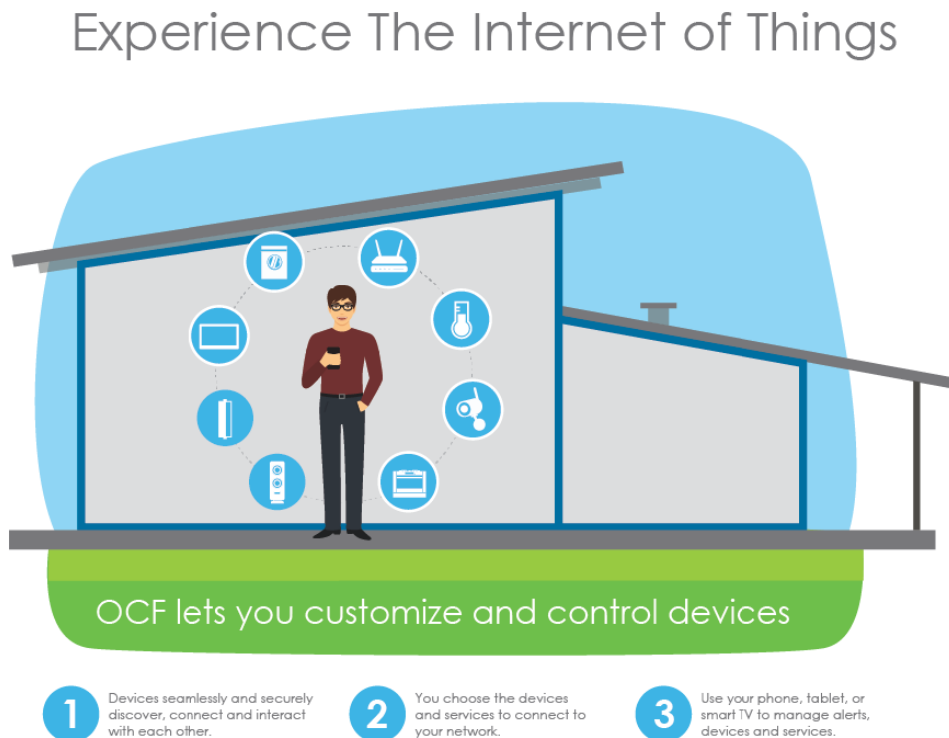 Experience The Internet of Things
OCF lets you customize and control devices
1
Devices seamlessly and securely
discover, connect and interact
with each other.
2
You choose the devices
and services to connect to
your network.
3
Use your phone, tablet, or
smart TV to manage alerts,
devices and services.